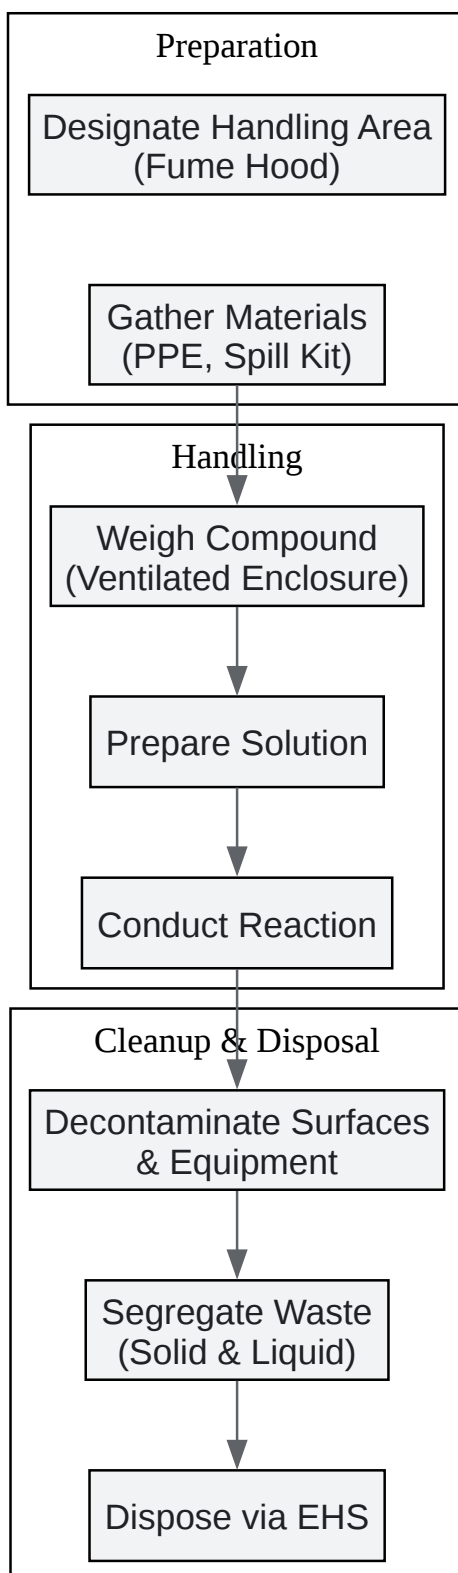 Preparation
Designate Handling Area
(Fume Hood)
Gather Materials
(PPE, Spill Kit)
Handling
Weigh Compound
(Ventilated Enclosure)
Prepare Solution
Conduct Reaction
Cleanup & Disposal
Decontaminate Surfaces
& Equipment
Segregate Waste
(Solid & Liquid)
Dispose via EHS